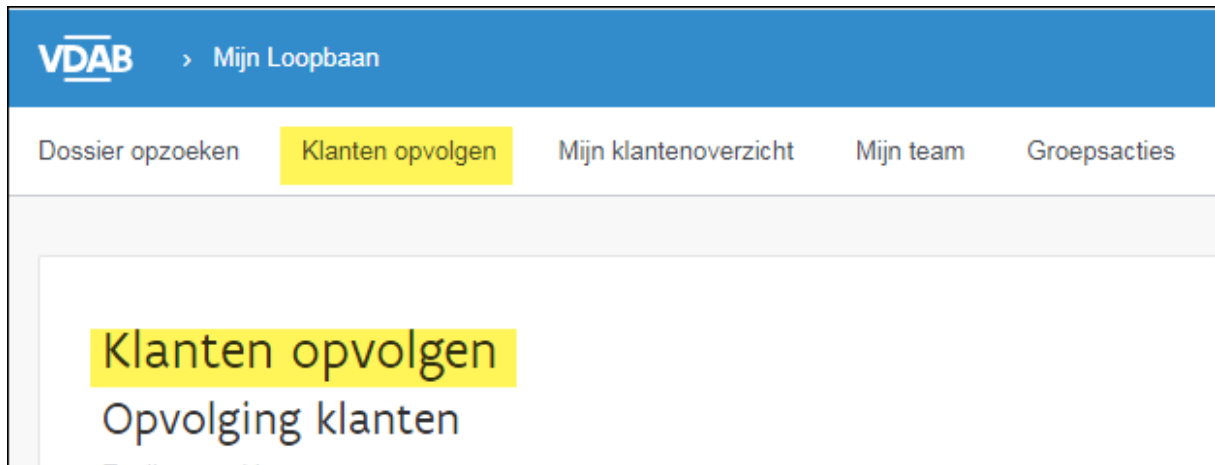 VDAB › Mijn Loopbaan
Dossier opzoeken Klanten opvolgen Mijn klantenoverzicht Mijn team Groepsacties
Klanten opvolgen
Opvolging klanten